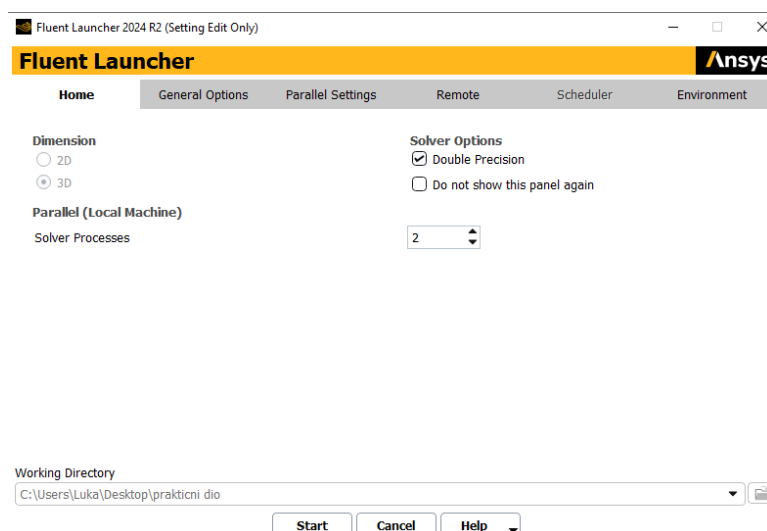 Fluent Launcher 2024 R2 (Setting Edit Only)
Fluent Launcher
Ansys
Home General Options Parallel Settings Remote Scheduler Environment
Dimension
2D
3D
Solver Options
Double Precision
Do not show this panel again
Parallel (Local Machine)
Solver Processes 2
Working Directory
C:\Users\Luka\Desktop\prakticni dio
Start Cancel Help